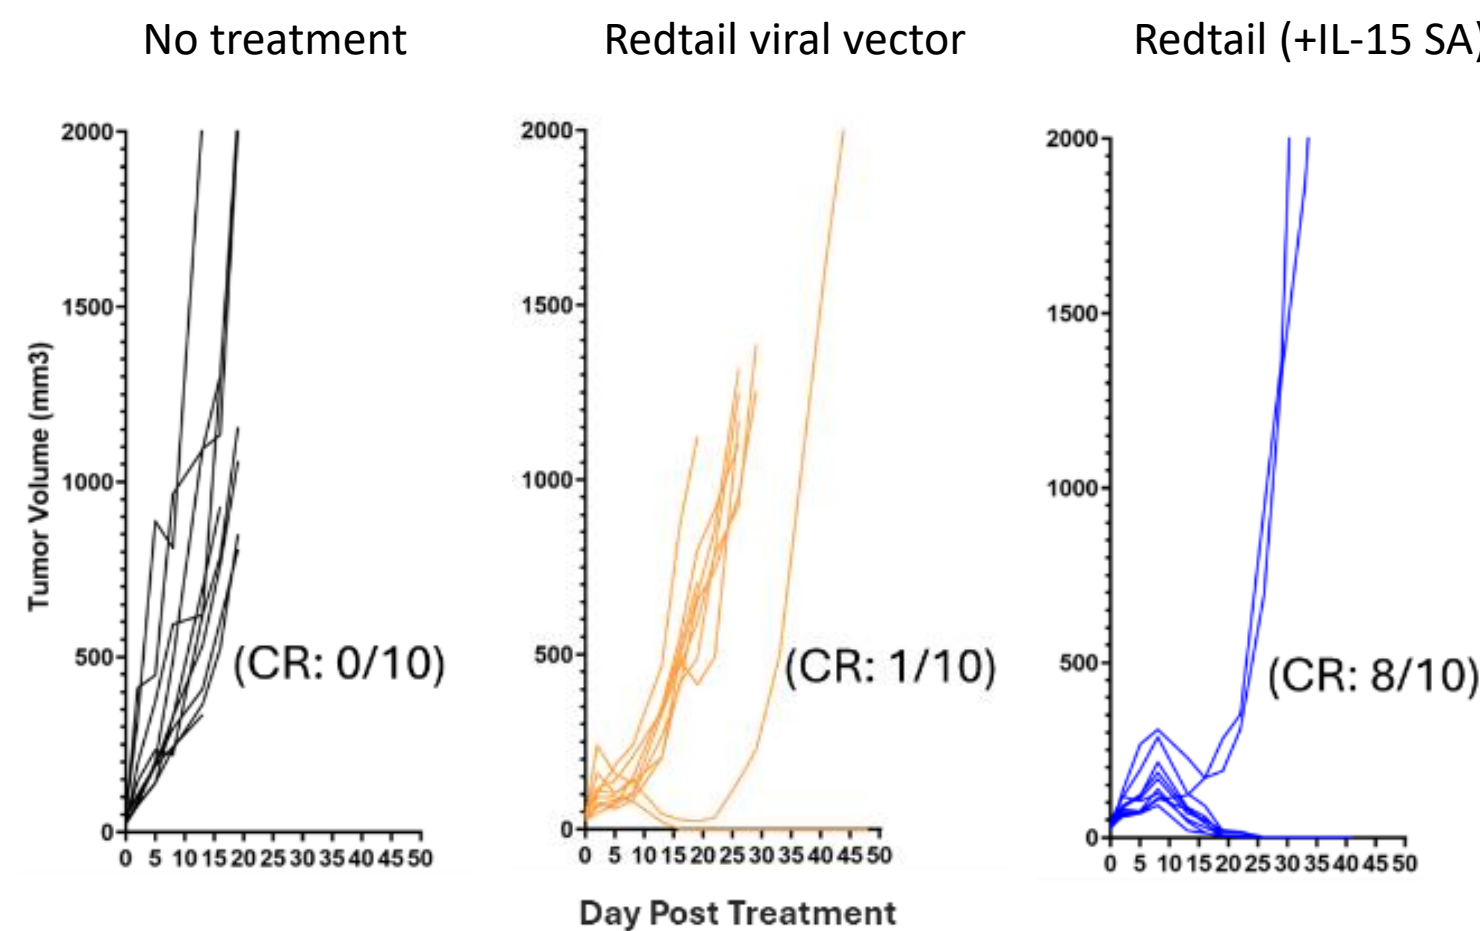 No treatment
Redtail viral vector
Redtail (+IL-15 SA)
Tumor Volume (mm3)
2000
1500
1000
500
0
0 5 10 15 20 25 30 35 40 45 50
(CR: 0/10)
2000
1500
1000
500
0
0 5 10 15 20 25 30 35 40 45 50
(CR: 1/10)
2000
1500
1000
500
0
0 5 10 15 20 25 30 35 40 45 50
(CR: 8/10)
Day Post Treatment